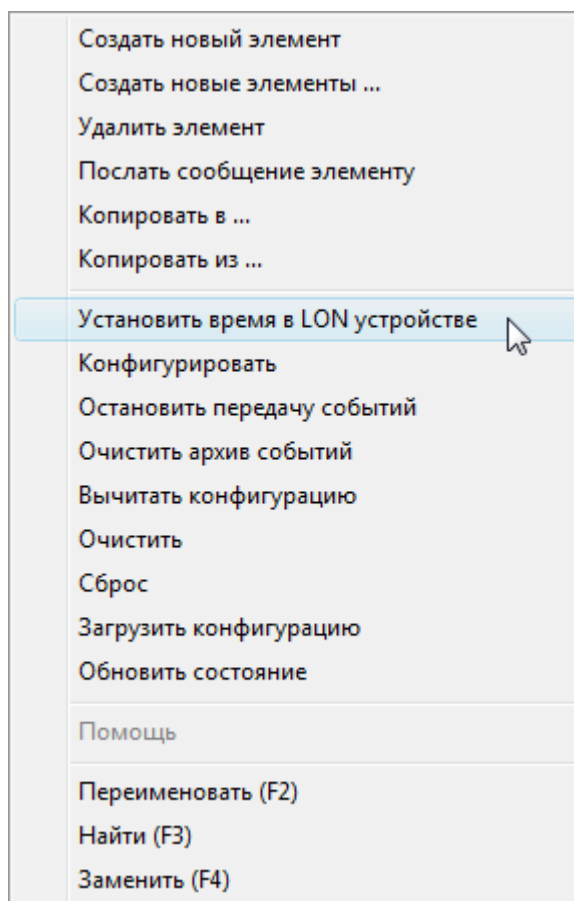 Создать новый элемент
Создать новые элементы ...
Удалить элемент
Послать сообщение элементу
Копировать в ...
Копировать из ...
Установить время в LON устройстве
Конфигурировать
Остановить передачу событий
Очистить архив событий
Вычитать конфигурацию
Очистить
Сброс
Загрузить конфигурацию
Обновить состояние
Помощь
Переименовать (F2)
Найти (F3)
Заменить (F4)